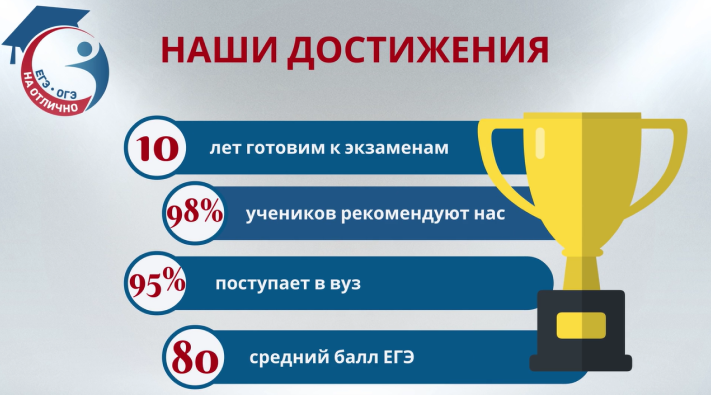 ЕГЭ • ОГЭ
НА ОТЛИЧНО
НАШИ ДОСТИЖЕНИЯ
10 лет готовим к экзаменам
98% учеников рекомендуют нас
95% поступает в вуз
80 средний балл ЕГЭ